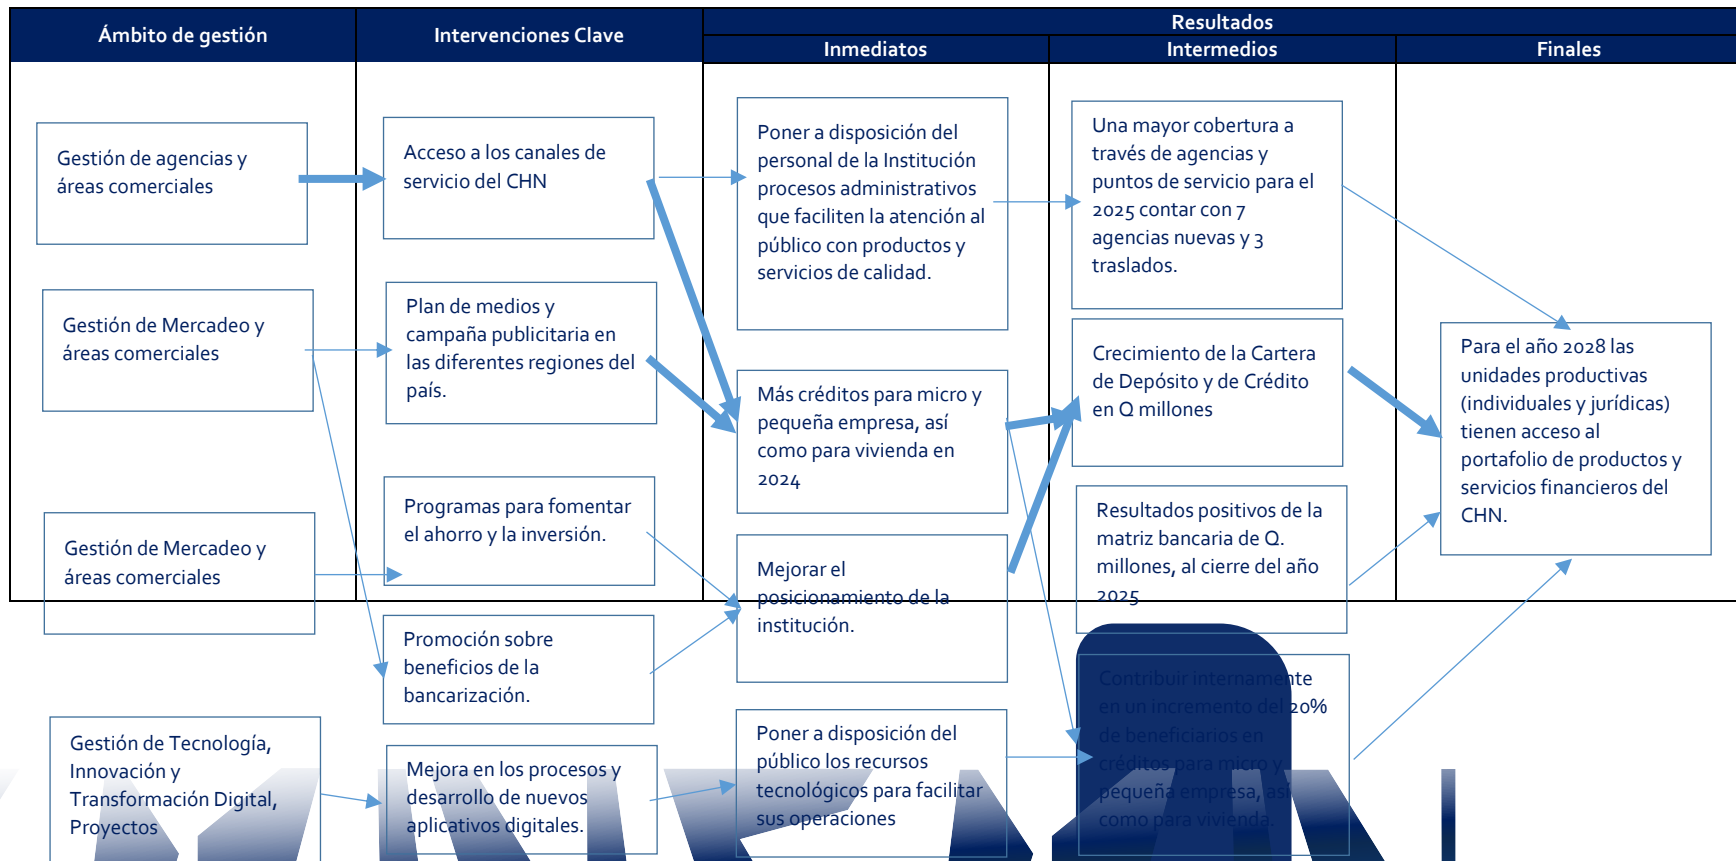 Ámbito de gestión
Intervenciones Clave
Resultados
Inmediatos
Intermedios
Finales
Gestión de agencias y
áreas comerciales
Gestión de Mercadeo y
áreas comerciales
Gestión de Mercadeo y
áreas comerciales
Gestión de Tecnología,
Innovación y
Transformación Digital,
Proyectos
Acceso a los canales de
servicio del CHN
Plan de medios y
campaña publicitaria en
las diferentes regiones del
país.
Programas para fomentar
el ahorro y la inversión.
Promoción sobre
beneficios de la
bancarización.
Mejora en los procesos y
desarrollo de nuevos
aplicativos digitales.
Poner a disposición del
personal de la Institución
procesos administrativos
que faciliten la atención al
público con productos y
servicios de calidad.
Más créditos para micro y
pequeña empresa, así
como para vivienda en
2024
Mejorar el
posicionamiento de la
institución.
Poner a disposición del
público los recursos
tecnológicos para facilitar
sus operaciones
Una mayor cobertura a
través de agencias y
puntos de servicio para el
2025 contar con 7
agencias nuevas y 3
traslados.
Crecimiento de la Cartera
de Depósito y de Crédito
en Q millones
Resultados positivos de la
matriz bancaria de Q.
millones, al cierre del año
2025
Contribuir internamente
en un incremento del 20%
de beneficiarios en
créditos para micro y
pequeña empresa, así
como para vivienda.
Para el año 2028 las
unidades productivas
(individuales y jurídicas)
tienen acceso al
portafolio de productos y
servicios financieros del
CHN.